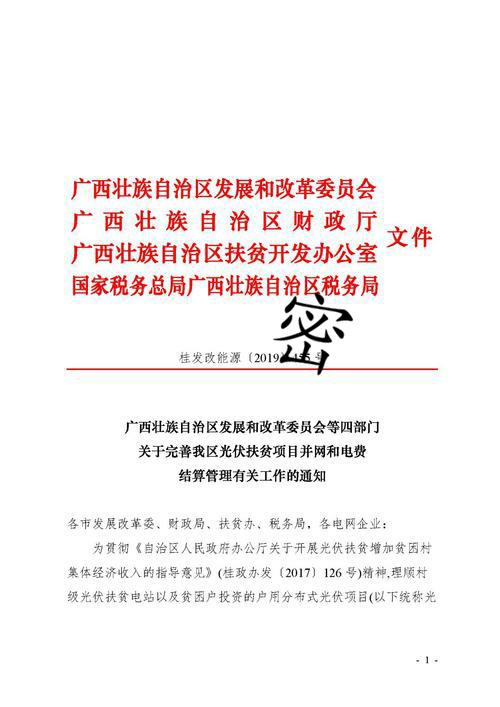 广西壮族自治区发展和改革委员会
广西壮族自治区财政厅
广西壮族自治区扶贫开发办公室
国家税务总局广西壮族自治区税务局
文件
密
桂发改能源〔2019〕155号
广西壮族自治区发展和改革委员会等四部门
关于完善我区光伏扶贫项目并网和电费
结算管理有关工作的通知
各市发展改革委、财政局、扶贫办、税务局，各电网企业：
为贯彻《自治区人民政府办公厅关于开展光伏扶贫增加贫困村
集体经济收入的指导意见》(桂政办发〔2017〕126号)精神,理顺村
级光伏扶贫电站以及贫困户投资的户用分布式光伏项目(以下统称光
- 1 -